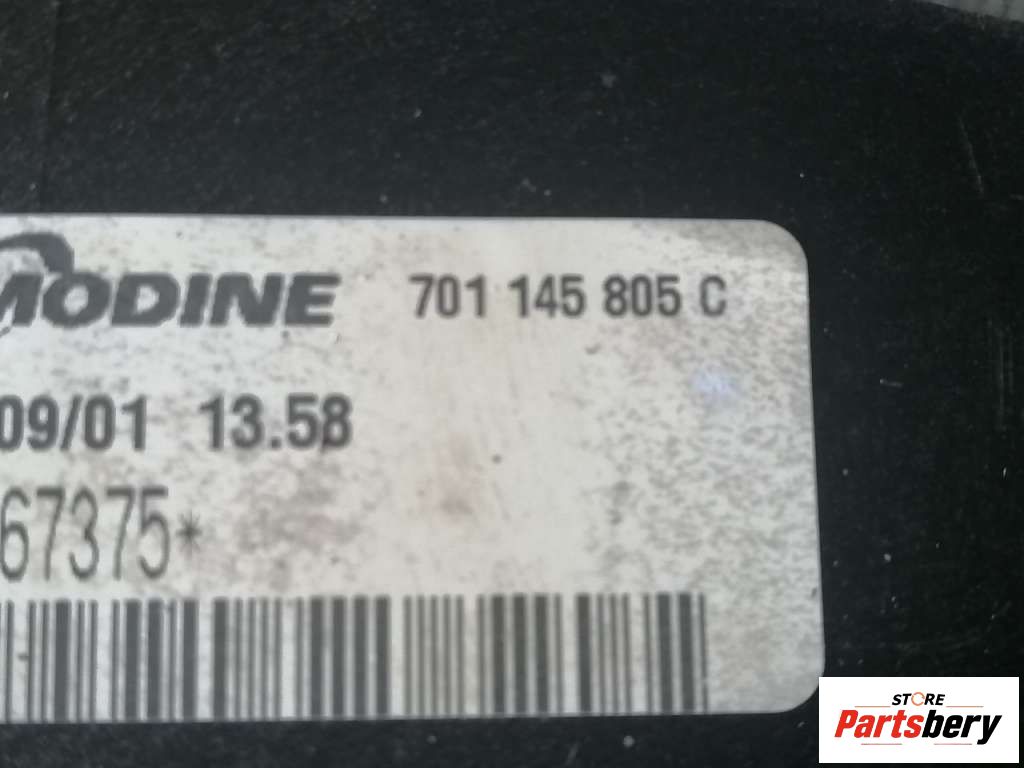 MODINE 701 145 805 C
09/01 13.58
67375*
STORE
Partsbery